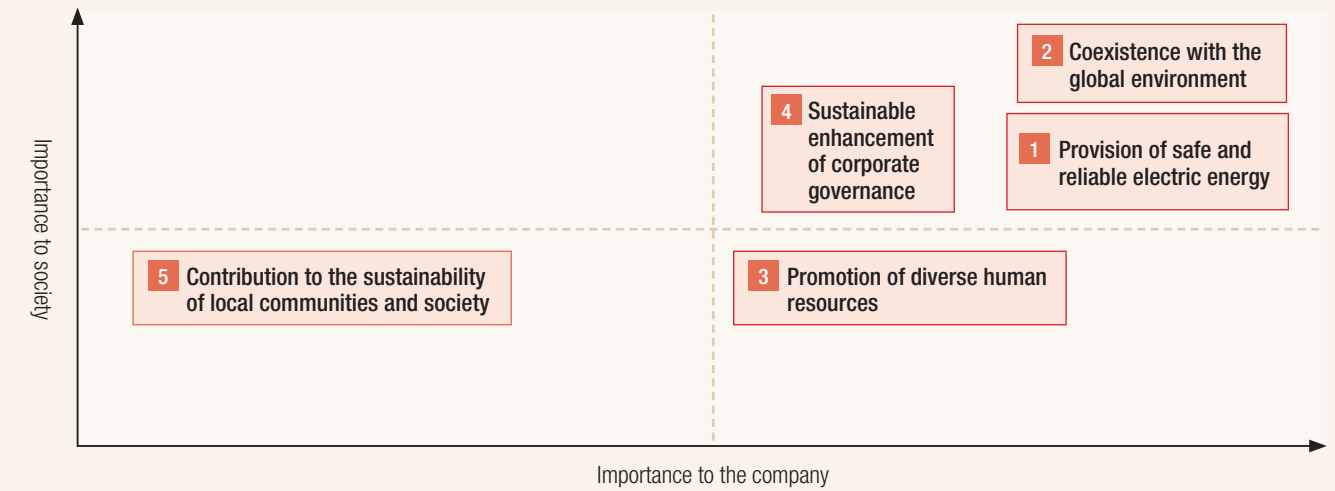 Importance to society
2 Coexistence with the
global environment
4 Sustainable
enhancement
of corporate
governance
1 Provision of safe and
reliable electric energy
5 Contribution to the sustainability
of local communities and society
3 Promotion of diverse human
resources
Importance to the company